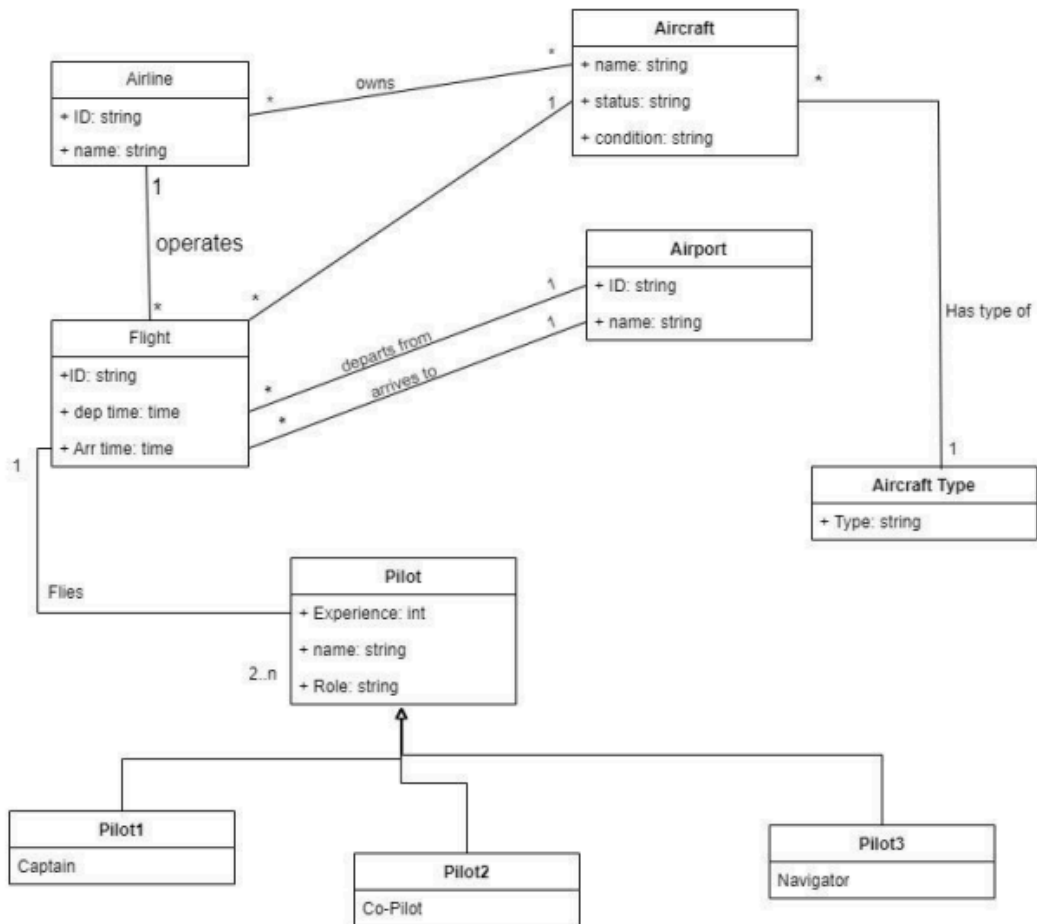 Aircraft
+ name: string
+ status: string
+ condition: string
*
owns
*
Airline
+ ID: string
+ name: string
1
*
1
operates
*
*
Airport
+ ID: string
+ name: string
1
1
departs from
arrives to
*
*
Has type of
Flight
+ID: string
+ dep time: time
+ Arr time: time
1
1
Aircraft Type
+ Type: string
Flies
Pilot
+ Experience: int
+ name: string
+ Role: string
2..n
Pilot1
Captain
Pilot2
Co-Pilot
Pilot3
Navigator